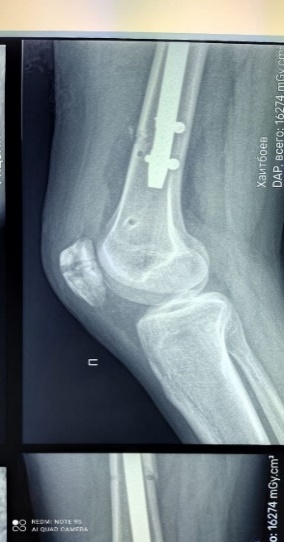 Хаитбоев
DAP, всего: 16274 mGy.cm²
П
о: 16274 mGy.cm²
REDMI NOTE 9S
AI QUAD CAMERA